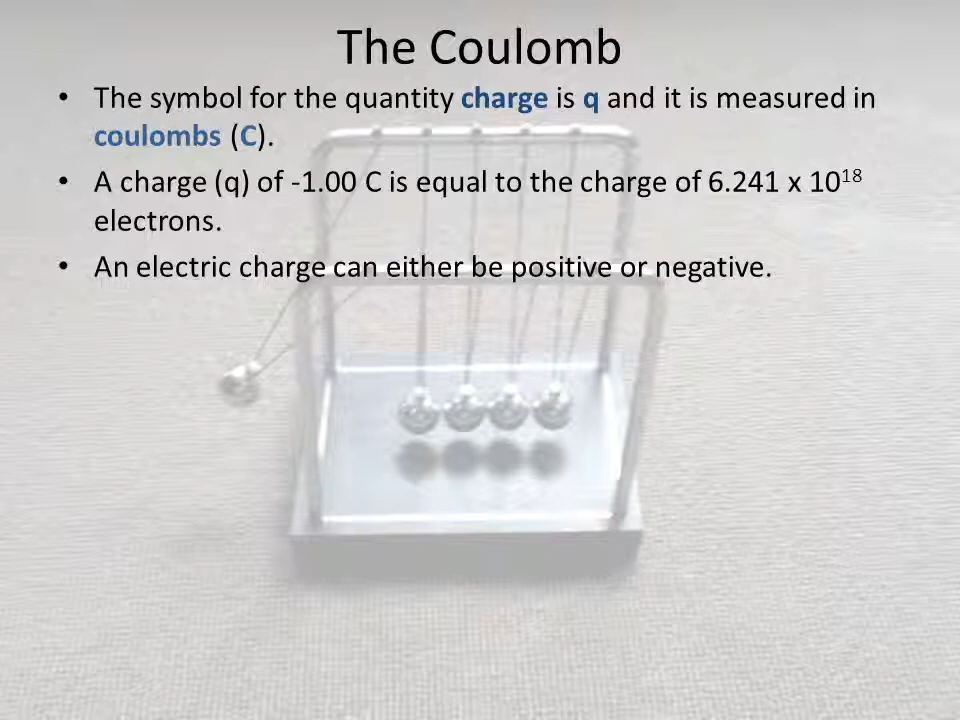 The Coulomb
• The symbol for the quantity charge is q and it is measured in
coulombs (C).
• A charge (q) of -1.00 C is equal to the charge of 6.241 x 10¹⁸
electrons.
• An electric charge can either be positive or negative.